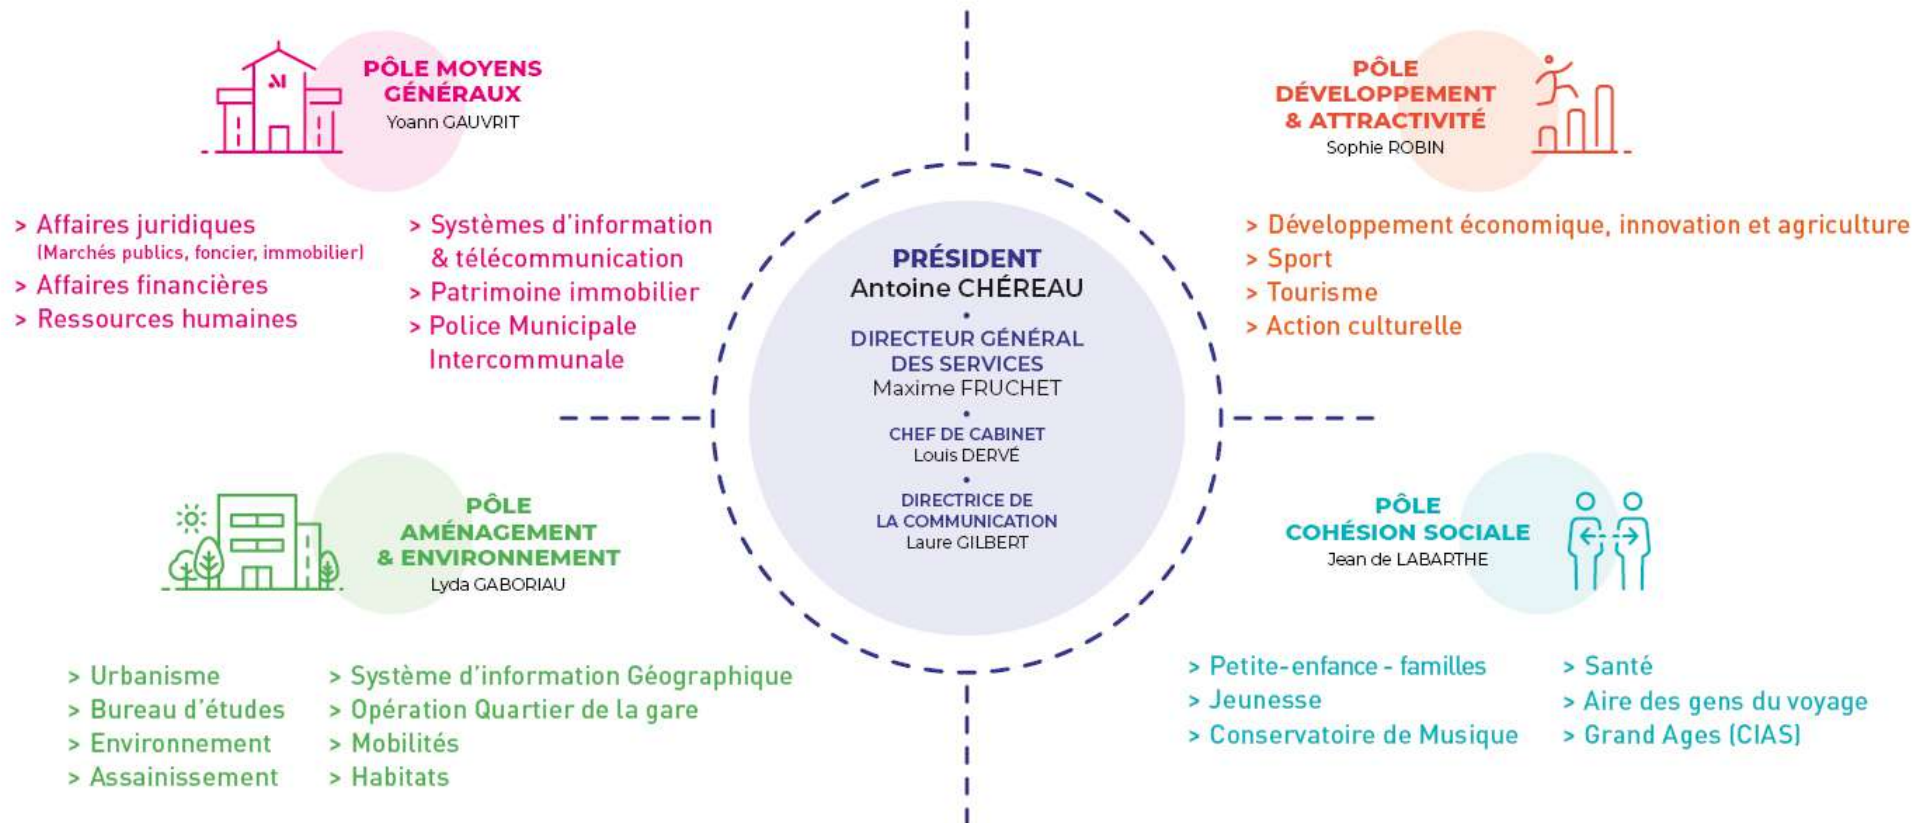 PÔLE MOYENS
GÉNÉRAUX
Yoann GAUVRIT
> Affaires juridiques
(Marchés publics, foncier, immobilier)
> Affaires financières
> Ressources humaines
> Systèmes d'information
& télécommunication
> Patrimoine immobilier
> Police Municipale
Intercommunale
PRÉSIDENT
Antoine CHÉREAU
•
DIRECTEUR GÉNÉRAL
DES SERVICES
Maxime FRUCHET
•
CHEF DE CABINET
Louis DERVÉ
•
DIRECTRICE DE
LA COMMUNICATION
Laure GILBERT
PÔLE
DÉVELOPPEMENT
& ATTRACTIVITÉ
Sophie ROBIN
> Développement économique, innovation et agriculture
> Sport
> Tourisme
> Action culturelle
PÔLE
AMÉNAGEMENT
& ENVIRONNEMENT
Lyda GABORIAU
> Urbanisme
> Bureau d'études
> Environnement
> Assainissement
> Système d'information Géographique
> Opération Quartier de la gare
> Mobilités
> Habitats
PÔLE
COHÉSION SOCIALE
Jean de LABARTHE
> Petite-enfance - familles
> Jeunesse
> Conservatoire de Musique
> Santé
> Aire des gens du voyage
> Grand Ages (CIAS)